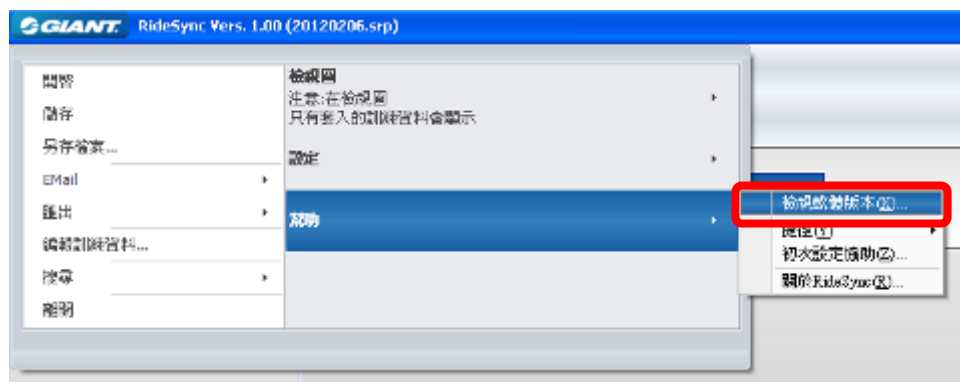 GIANT. RideSync Vers. 1.00 (20120206.srp)
開啓
儲存
另存檔案...
EMail
匯出
編輯訓練資料...
搜尋
離開
檢視圖
注意:在檢視圖
只有套入的訓練資料會顯示
設定
幫助
檢視軟體版本(X)...
捷徑(Y)
初次設定協助(Z)...
關於RideSync(R)...